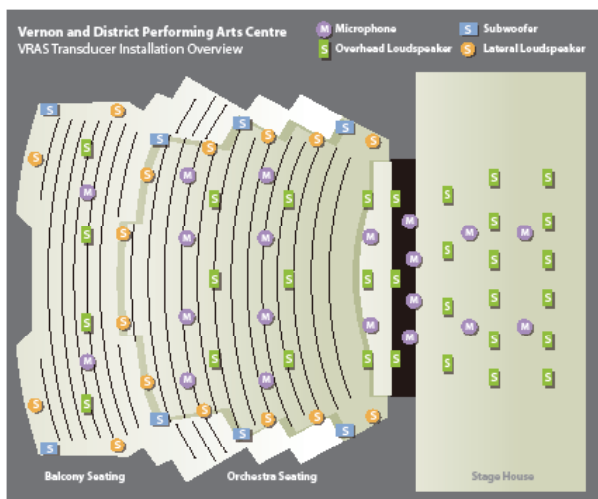 Vernon and District Performing Arts Centre
VRAS Transducer Installation Overview
M Microphone
S Subwoofer
S Overhead Loudspeaker
S Lateral Loudspeaker
Balcony Seating
Orchestra Seating
Stage House